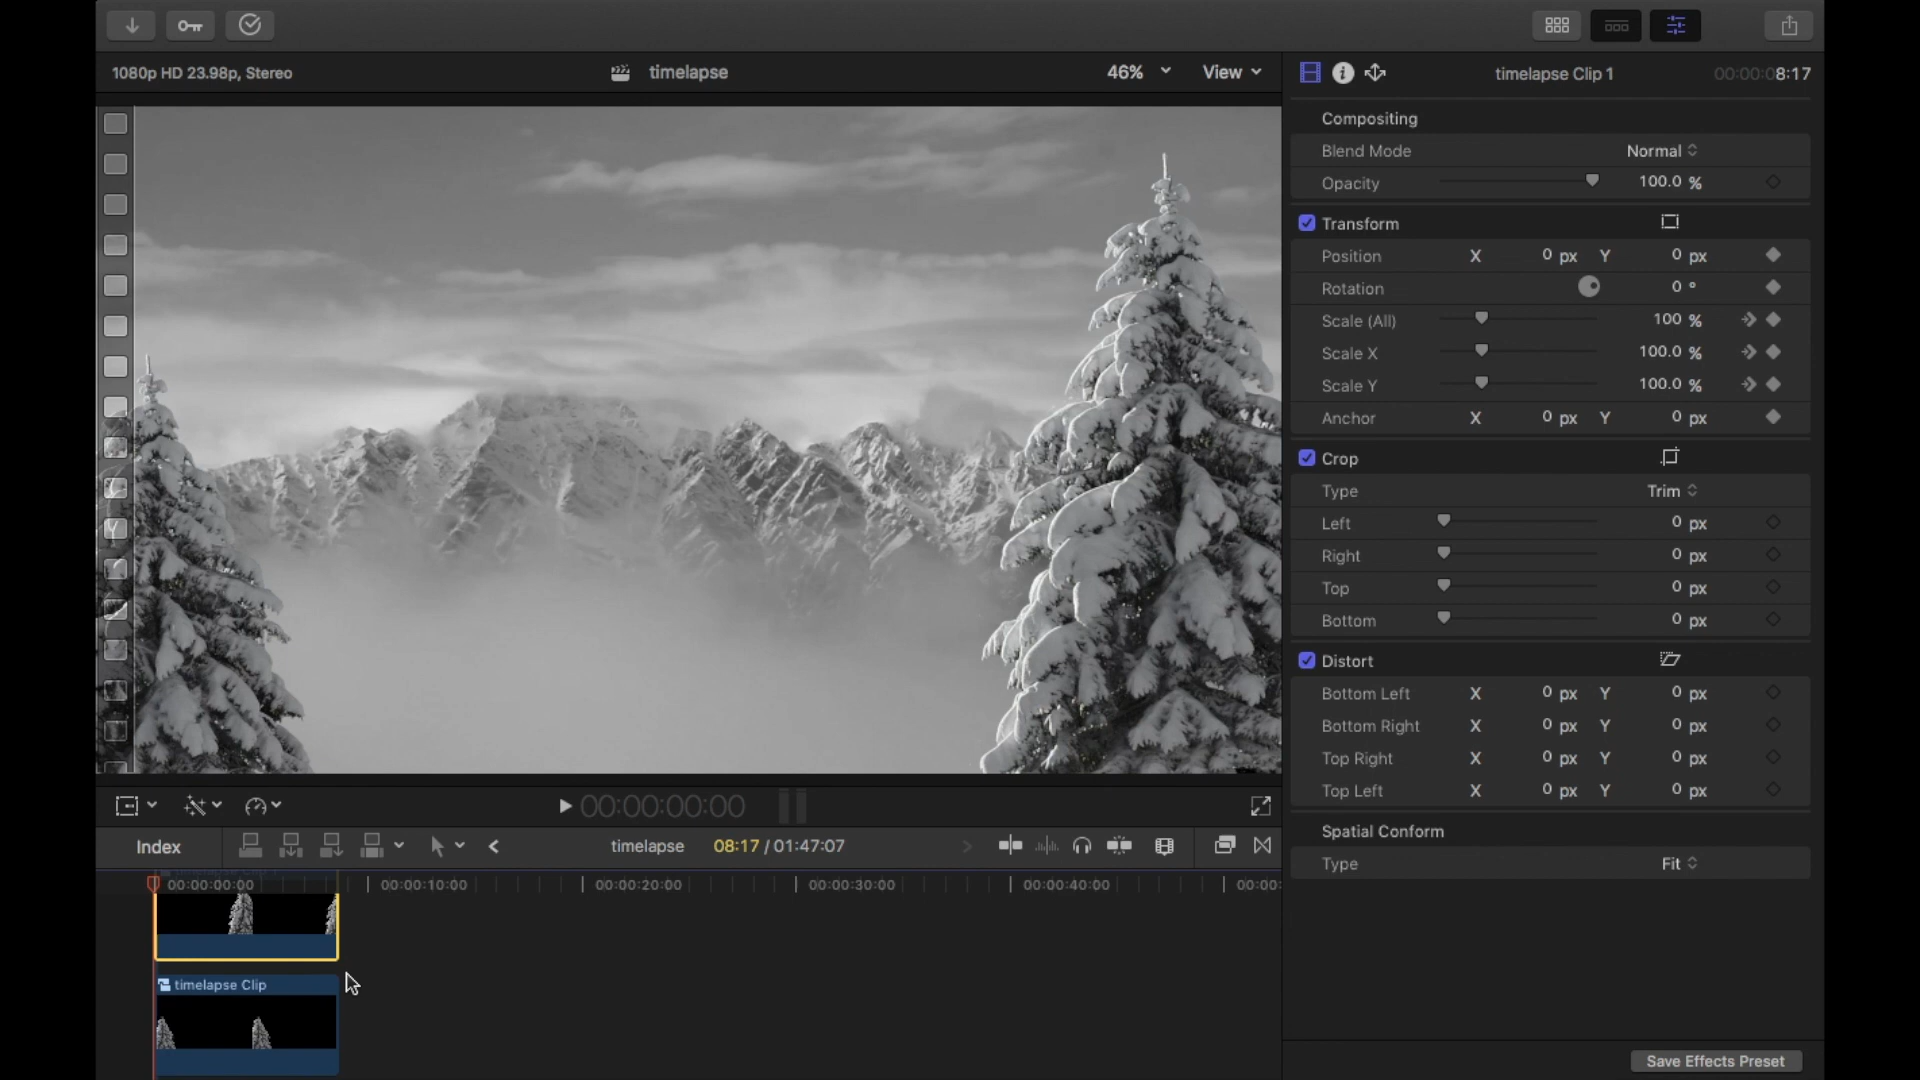 1080p HD 23.98p, Stereo
timelapse
46%
View
timelapse Clip 1
00:00:08:17
Compositing
Blend Mode
Normal
Opacity
100.0 %
Transform
Position X 0 px Y 0 px
Rotation 0 °
Scale (All) 100 %
Scale X 100.0 %
Scale Y 100.0 %
Anchor X 0 px Y 0 px
Crop
Type Trim
Left 0 px
Right 0 px
Top 0 px
Bottom 0 px
Distort
Bottom Left X 0 px Y 0 px
Bottom Right X 0 px Y 0 px
Top Right X 0 px Y 0 px
Top Left X 0 px Y 0 px
Spatial Conform
Type Fit
Save Effects Preset
00:00:00:00
Index
timelapse
08:17 / 01:47:07
00:00:00:00
00:00:10:00
00:00:20:00
00:00:30:00
00:00:40:00
00:00:
timelapse Clip